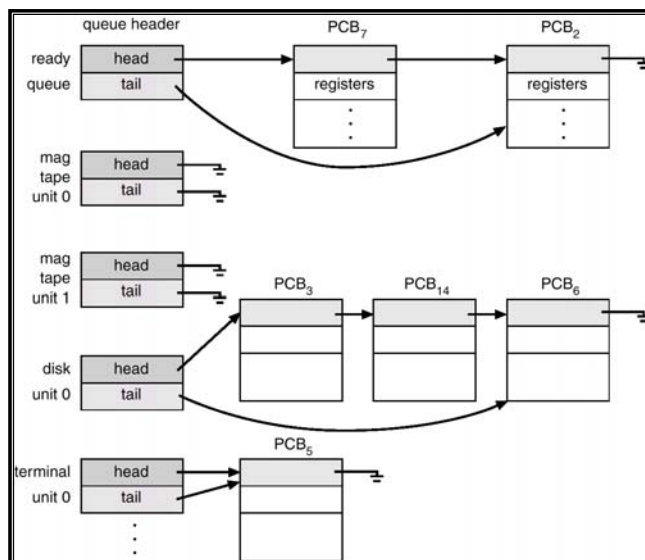 queue header
PCB7
PCB2
ready
queue
head
tail
registers
registers
mag
tape
unit 0
head
tail
mag
tape
unit 1
head
tail
PCB3
PCB14
PCB6
disk
unit 0
head
tail
PCB5
terminal
unit 0
head
tail